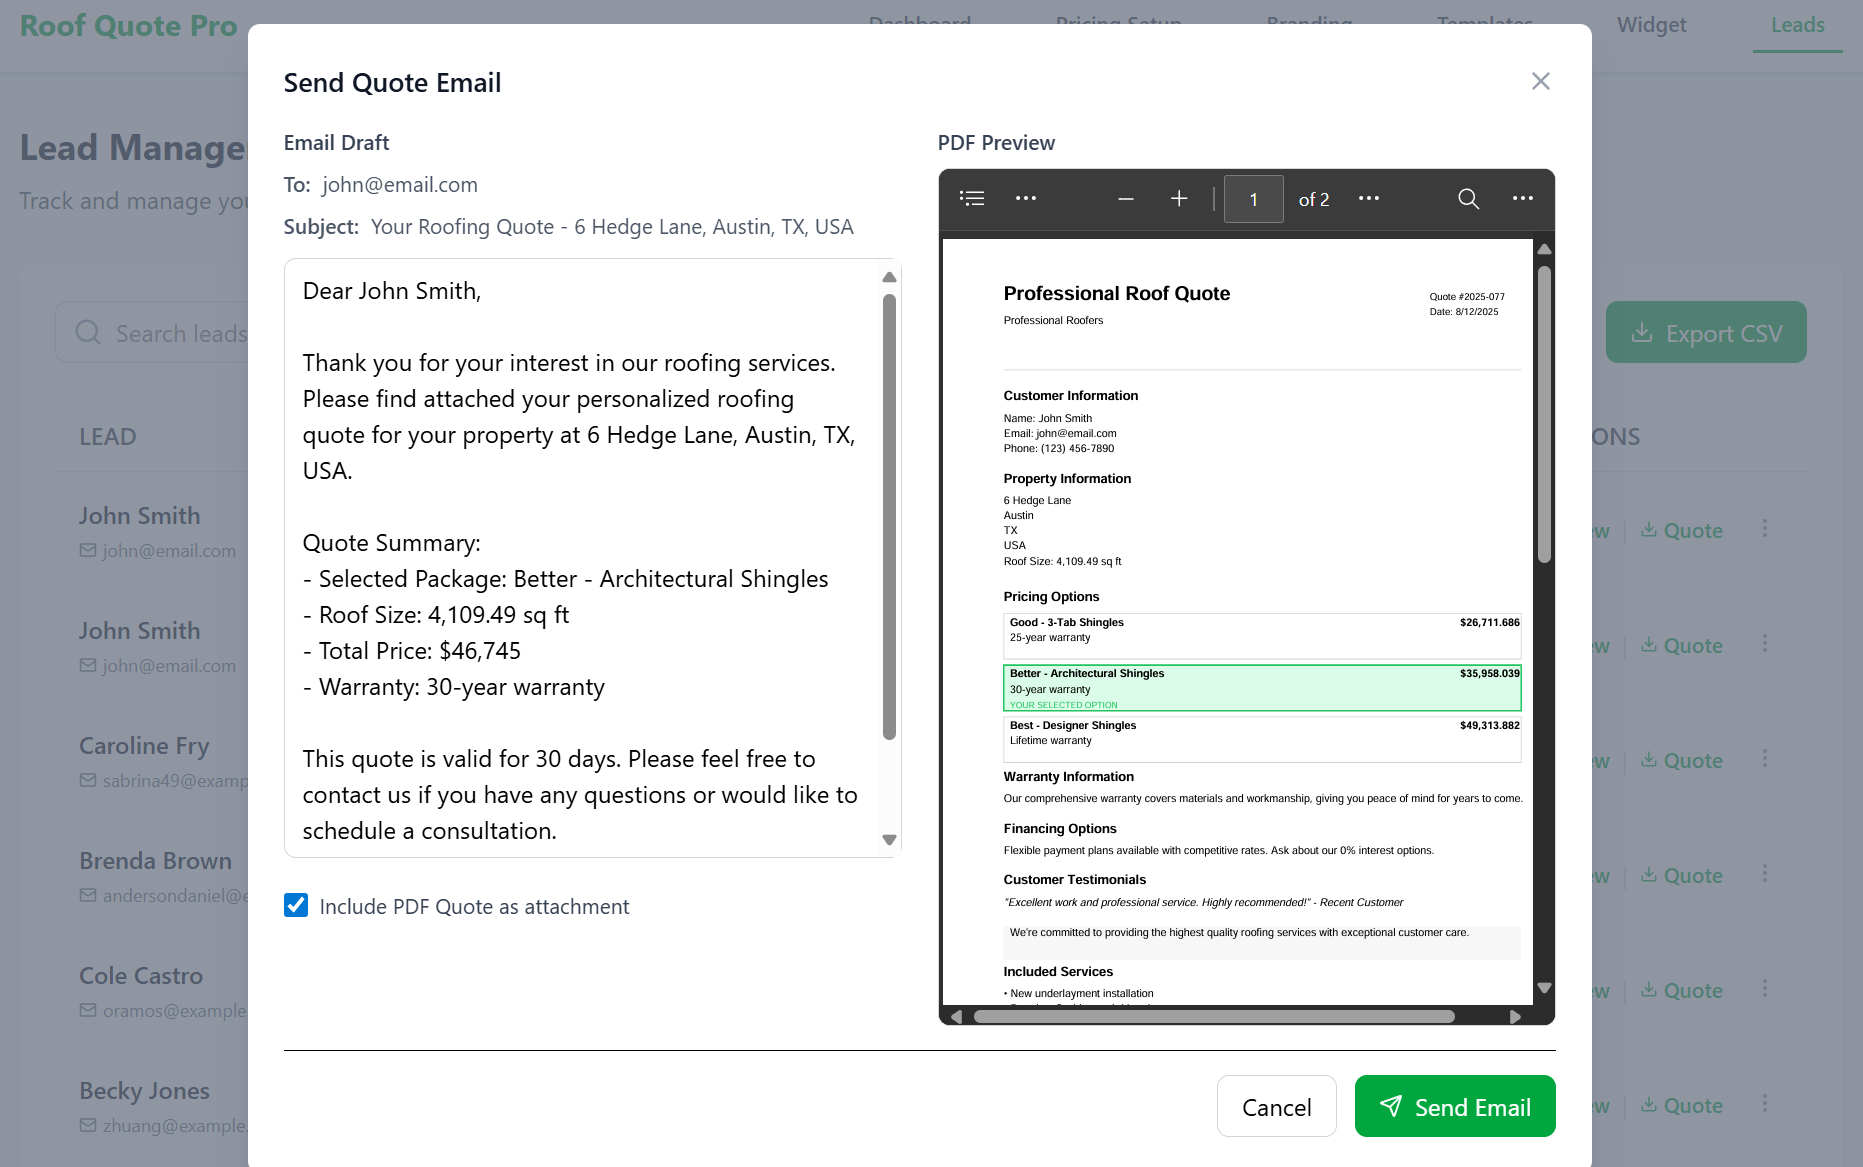 Roof Quote Pro
Dashboard
Pricing Setup
Branding
Templates
Widget
Leads
Send Quote Email
Lead Manage
Track and manage you
Email Draft
To: john@email.com
Subject: Your Roofing Quote - 6 Hedge Lane, Austin, TX, USA
Dear John Smith,
Thank you for your interest in our roofing services.
Please find attached your personalized roofing
quote for your property at 6 Hedge Lane, Austin, TX,
USA.
Quote Summary:
- Selected Package: Better - Architectural Shingles
- Roof Size: 4,109.49 sq ft
- Total Price: $46,745
- Warranty: 30-year warranty
This quote is valid for 30 days. Please feel free to
contact us if you have any questions or would like to
schedule a consultation.
Include PDF Quote as attachment
PDF Preview
1 of 2
Professional Roof Quote
Professional Roofers
Quote #2025-077
Date: 8/12/2025
Customer Information
Name: John Smith
Email: john@email.com
Phone: (123) 456-7890
Property Information
6 Hedge Lane
Austin
TX
USA
Roof Size: 4,109.49 sq ft
Pricing Options
Good - 3-Tab Shingles $26,711.686
25-year warranty
Better - Architectural Shingles $35,958.039
30-year warranty
YOUR SELECTED OPTION
Best - Designer Shingles $49,313.882
Lifetime warranty
Warranty Information
Our comprehensive warranty covers materials and workmanship, giving you peace of mind for years to come.
Financing Options
Flexible payment plans available with competitive rates. Ask about our 0% interest options.
Customer Testimonials
"Excellent work and professional service. Highly recommended!" - Recent Customer
We're committed to providing the highest quality roofing services with exceptional customer care.
Included Services
• New underlayment installation
Cancel
Send Email
Search leads
Export CSV
LEAD
ONS
John Smith
john@email.com
ew
Quote
John Smith
john@email.com
ew
Quote
Caroline Fry
sabrina49@examp
ew
Quote
Brenda Brown
andersondaniel@e
ew
Quote
Cole Castro
oramos@example.
ew
Quote
Becky Jones
zhuang@example.
ew
Quote